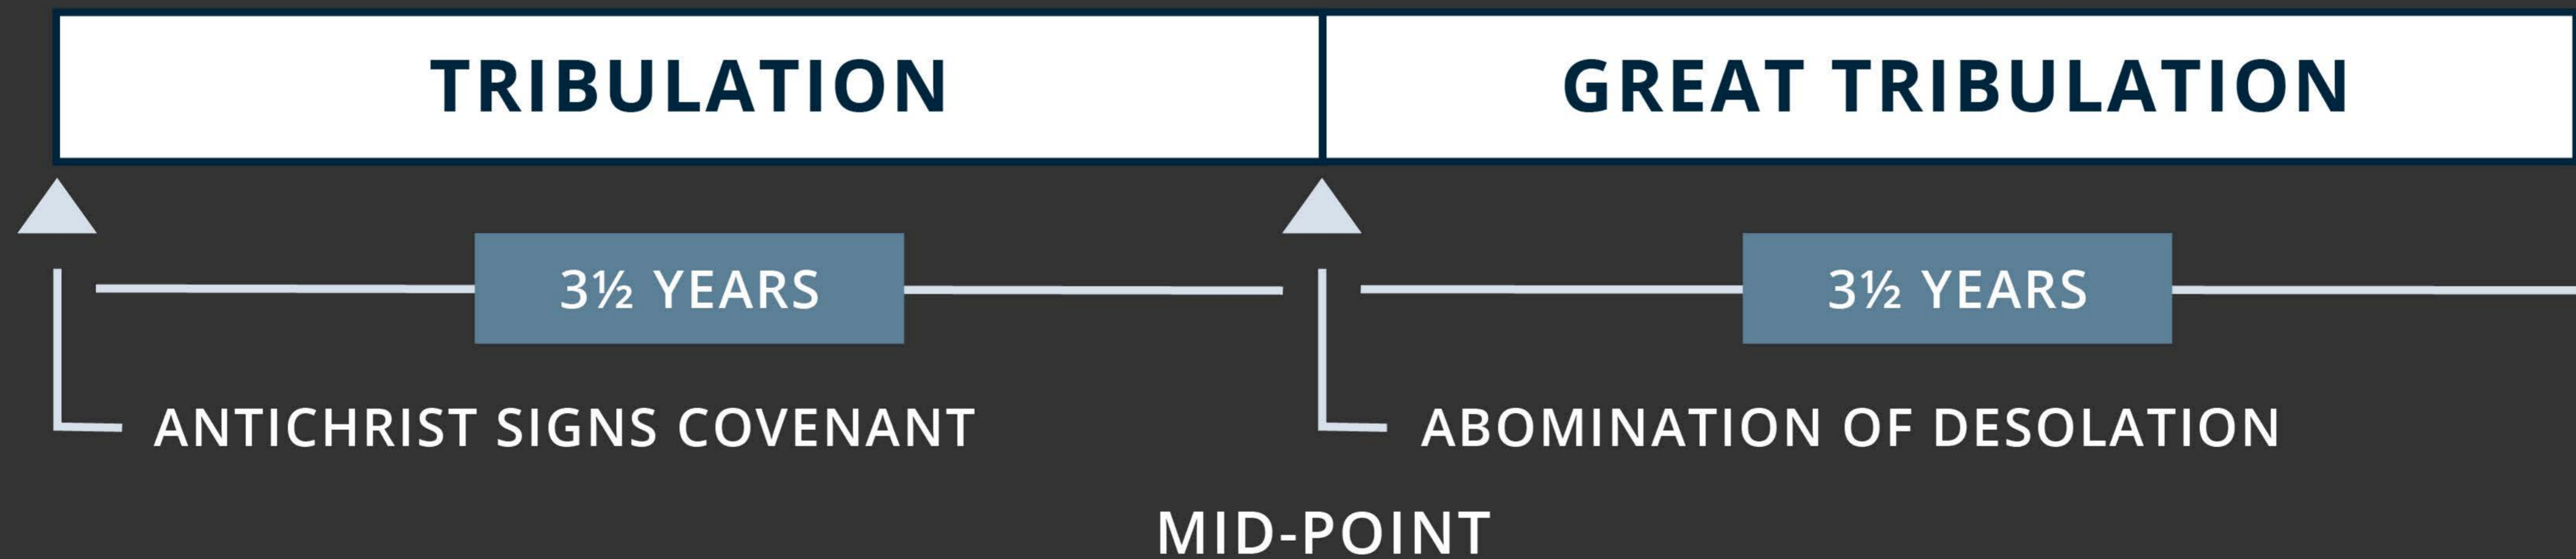 TRIBULATION
GREAT TRIBULATION
3½ YEARS
3½ YEARS
ANTICHRIST SIGNS COVENANT
ABOMINATION OF DESOLATION
MID-POINT